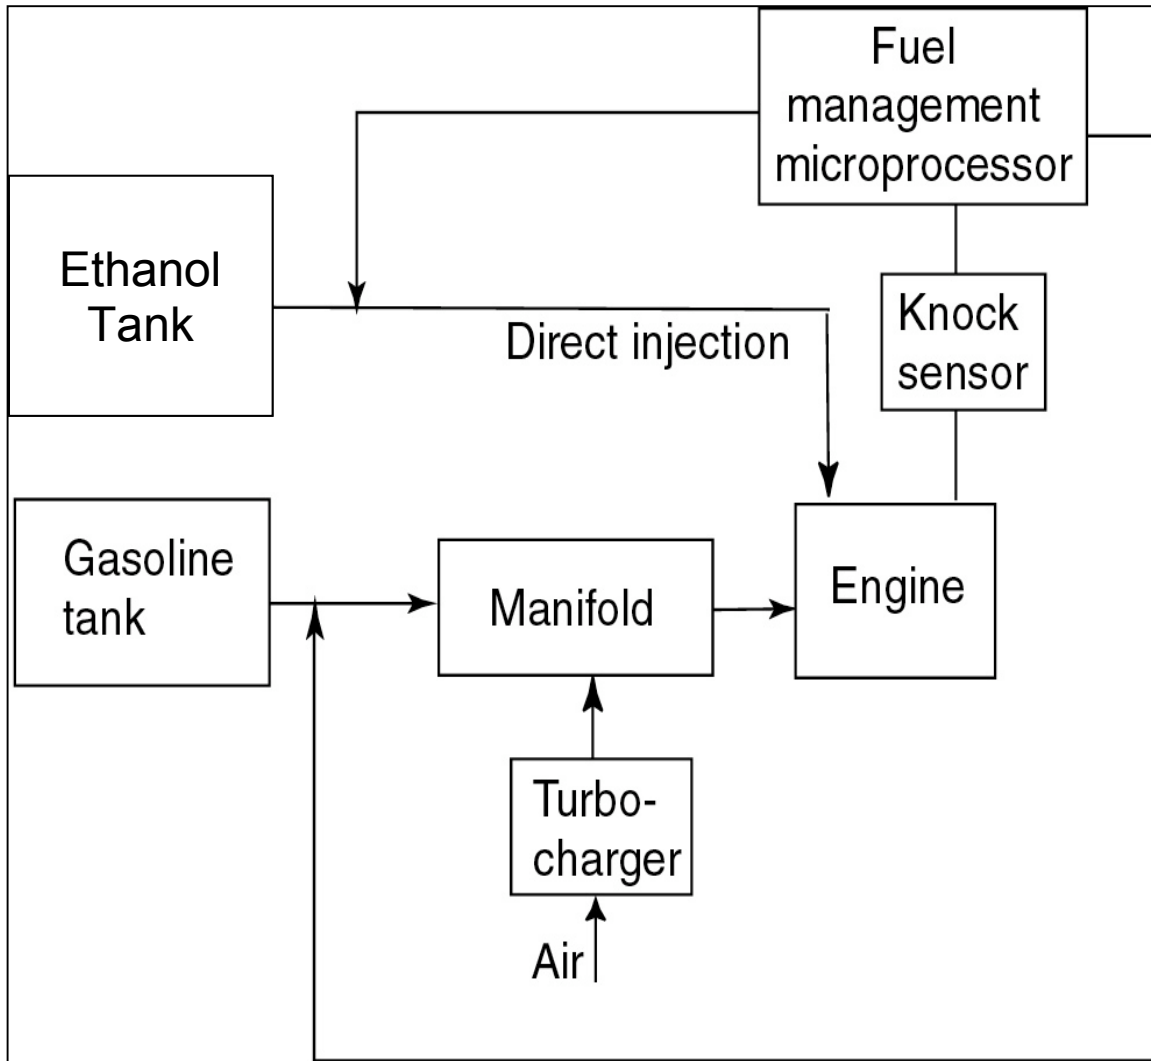 Fuel
management
microprocessor
Ethanol
Tank
Knock
sensor
Direct injection
Gasoline
tank
Manifold
Engine
Turbo-
charger
Air